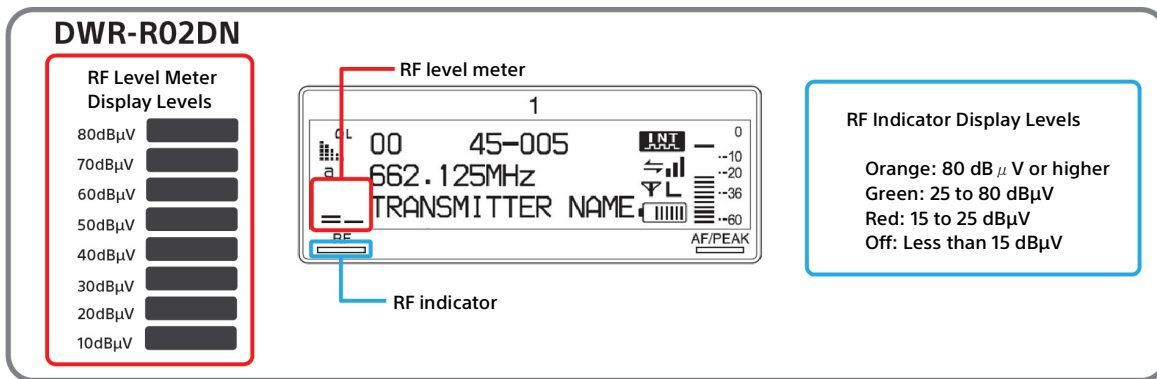 DWR-R02DN
RF Level Meter
Display Levels
80dBμV
70dBμV
60dBμV
50dBμV
40dBμV
30dBμV
20dBμV
10dBμV
RF level meter
1
QL 00 45-005 INT 0
a 662.125MHz -10
-20
TRANSMITTER NAME L -36
-60
RF AF/PEAK
RF indicator
RF Indicator Display Levels
Orange: 80 dB μ V or higher
Green: 25 to 80 dBμV
Red: 15 to 25 dBμV
Off: Less than 15 dBμV